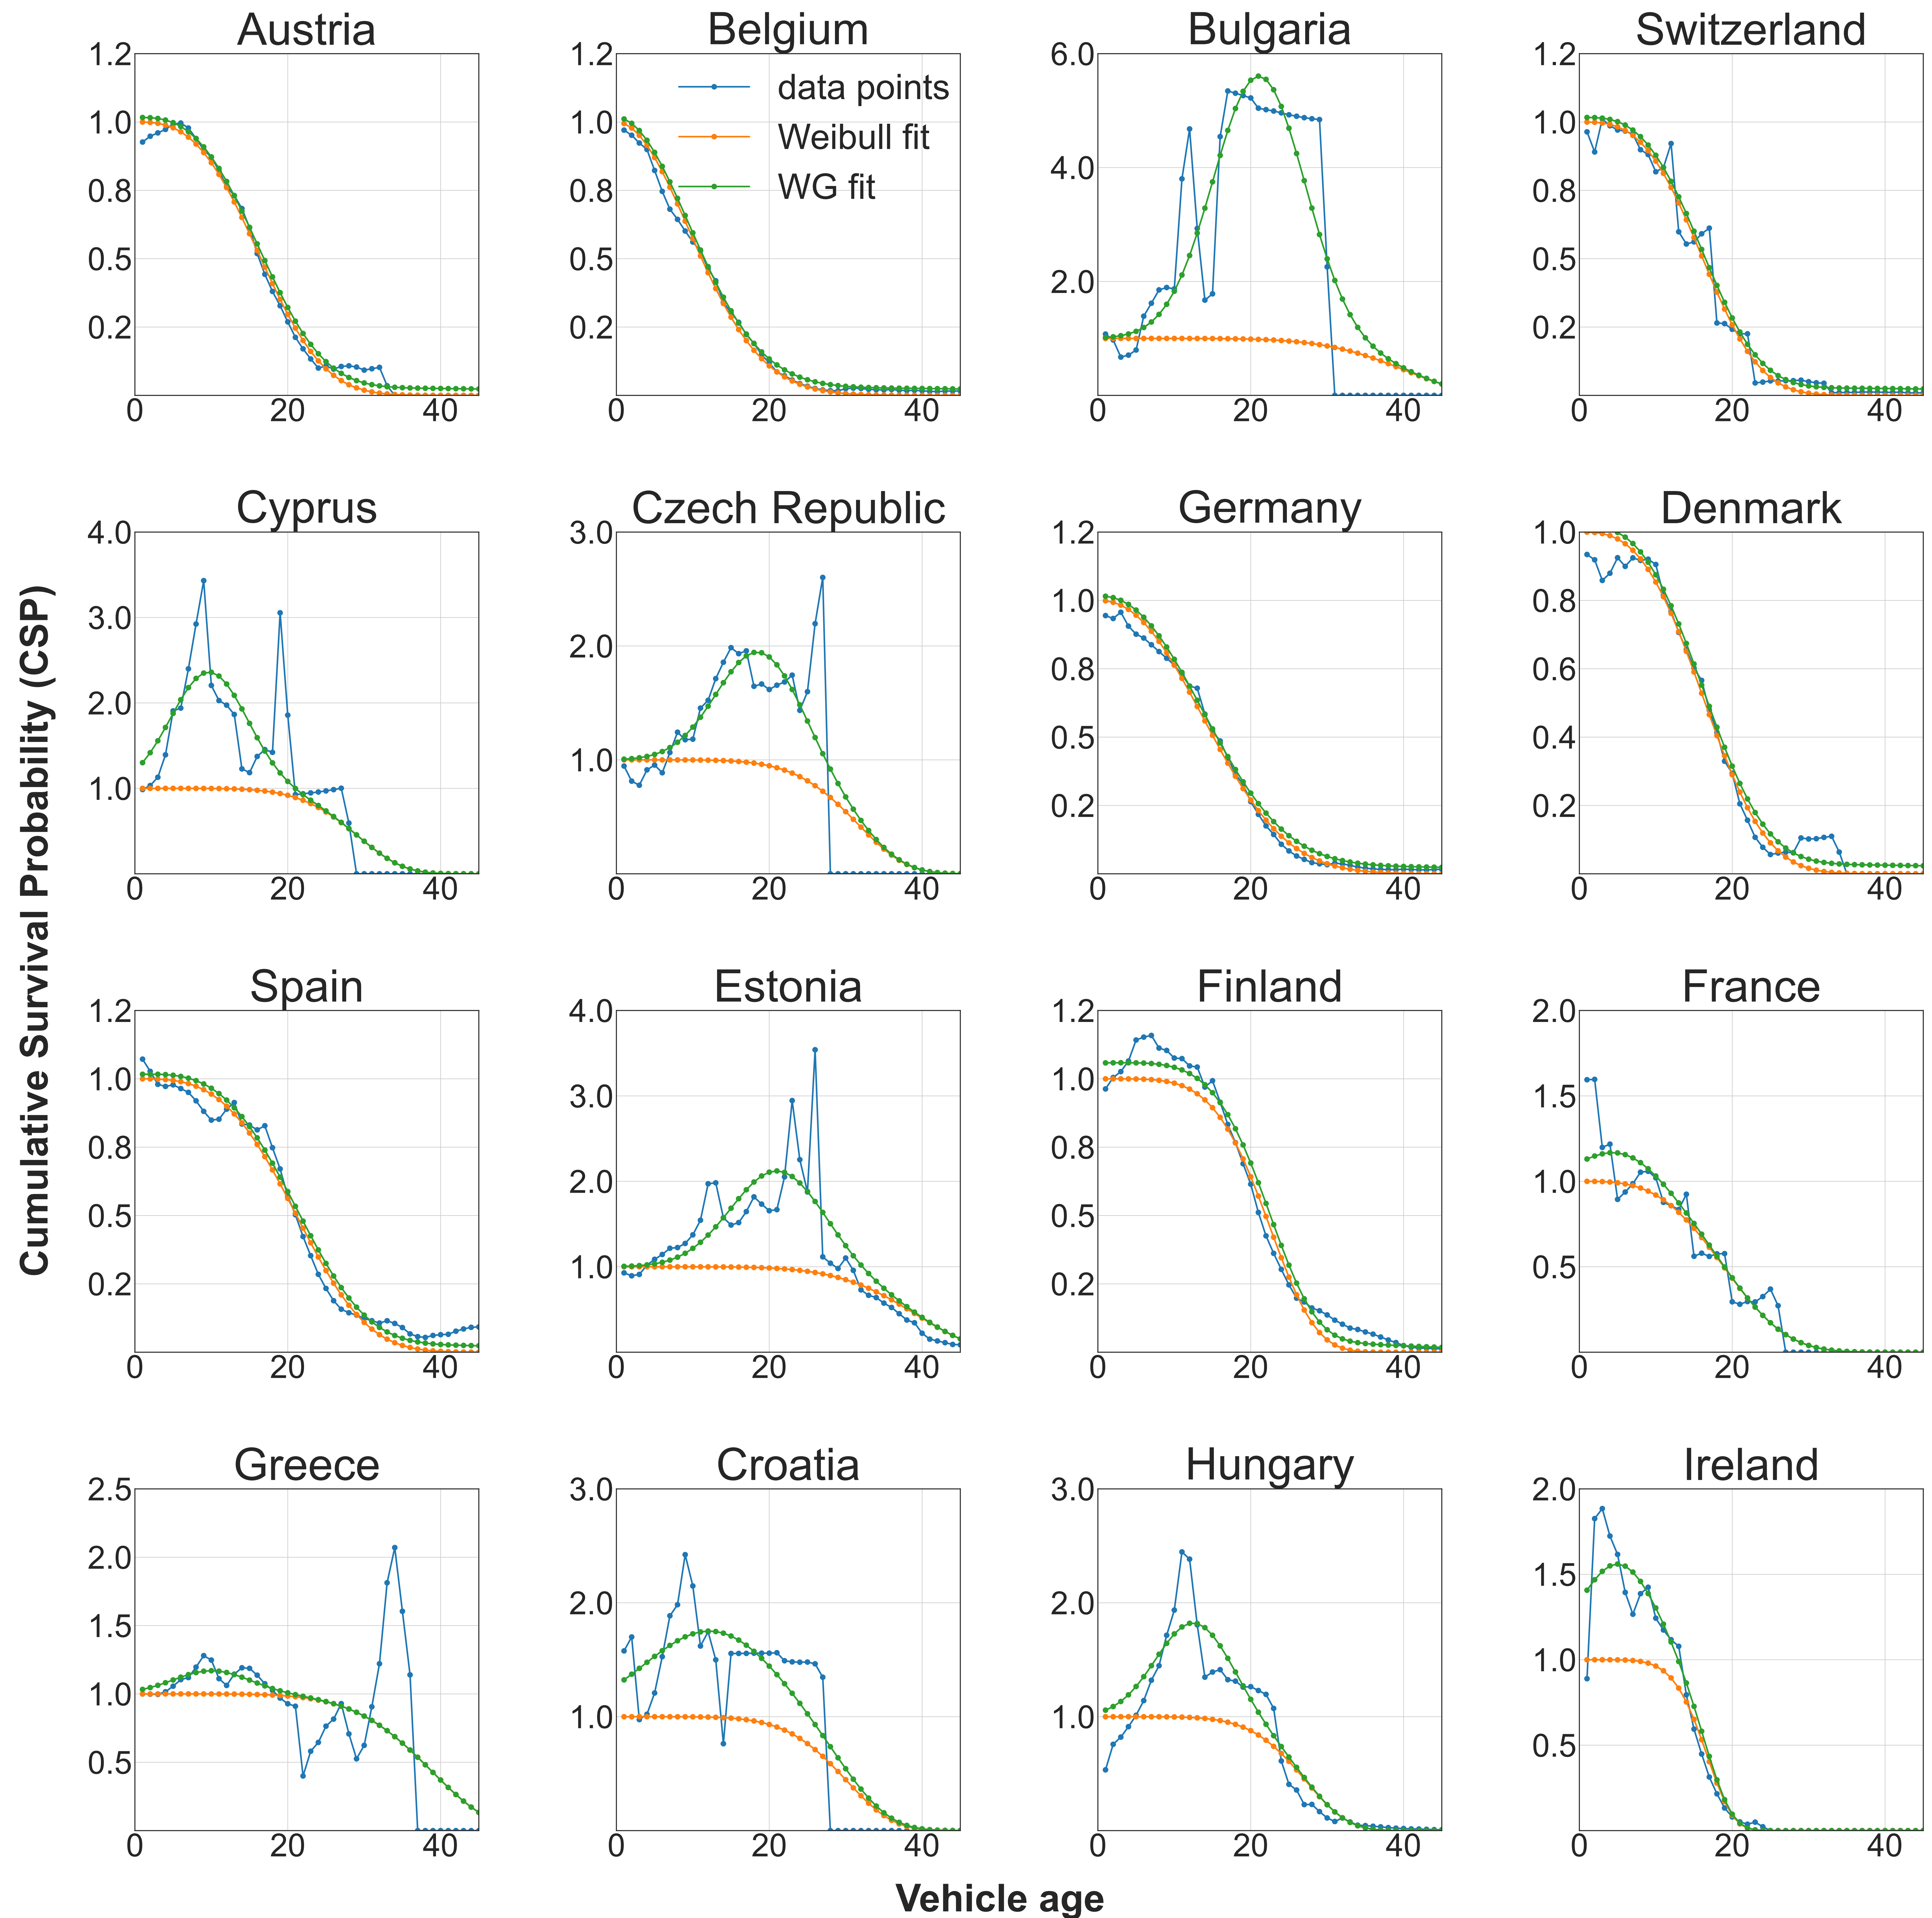 Austria Belgium Bulgaria Switzerland
1.2 1.2 6.0 1.2
data points
1.0 1.0 1.0
Weibull fit
4.0
0.8 0.8 WG fit 0.8
0.5 0.5 2.0 0.5
0.2 0.2 0.2
0 20 40 0 20 40 0 20 40 0 20 40
Cyprus Czech Republic Germany Denmark
4.0 3.0 1.2 1.0
3.0 2.0 1.0 0.8
2.0 0.8 0.6
1.0 1.0 0.5 0.4
0.2 0.2
0 20 40 0 20 40 0 20 40 0 20 40
Cumulative Survival Probability (CSP)
Spain Estonia Finland France
1.2 4.0 1.2 2.0
1.0 3.0 1.0 1.5
0.8 2.0 0.8 1.0
0.5 1.0 0.5 0.5
0.2 0.2
0 20 40 0 20 40 0 20 40 0 20 40
Greece Croatia Hungary Ireland
2.5 3.0 3.0 2.0
2.0 2.0 2.0 1.5
1.5 1.0
1.0 1.0 1.0 0.5
0.5
0 20 40 0 20 40 0 20 40 0 20 40
Vehicle age